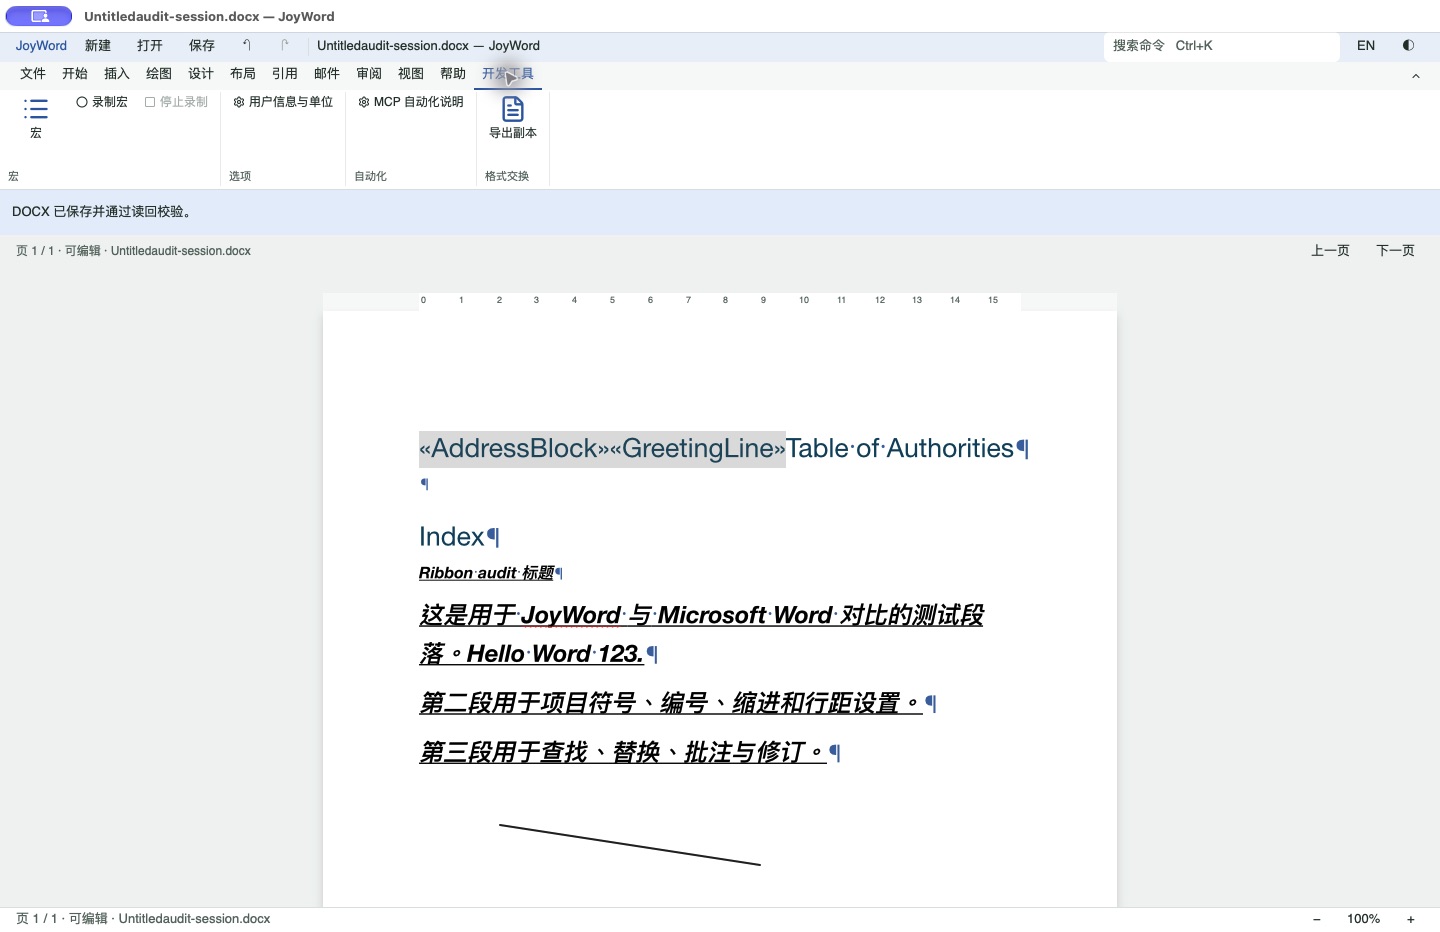 Untitledaudit-session.docx — JoyWord
JoyWord 新建 打开 保存 Untitledaudit-session.docx — JoyWord 搜索命令 Ctrl+K EN
文件 开始 插入 绘图 设计 布局 引用 邮件 审阅 视图 帮助 开发工具
宏 录制宏 停止录制 用户信息与单位 MCP 自动化说明 导出副本
宏 选项 自动化 格式交换
DOCX 已保存并通过读回校验。
页 1 / 1 · 可编辑 · Untitledaudit-session.docx 上一页 下一页
0 1 2 3 4 5 6 7 8 9 10 11 12 13 14 15
«AddressBlock»«GreetingLine»Table·of·Authorities¶
¶
Index¶
Ribbon·audit·标题¶
这是用于·JoyWord·与·Microsoft·Word·对比的测试段
落。Hello·Word·123.¶
第二段用于项目符号、编号、缩进和行距设置。¶
第三段用于查找、替换、批注与修订。¶
页 1 / 1 · 可编辑 · Untitledaudit-session.docx − 100% +